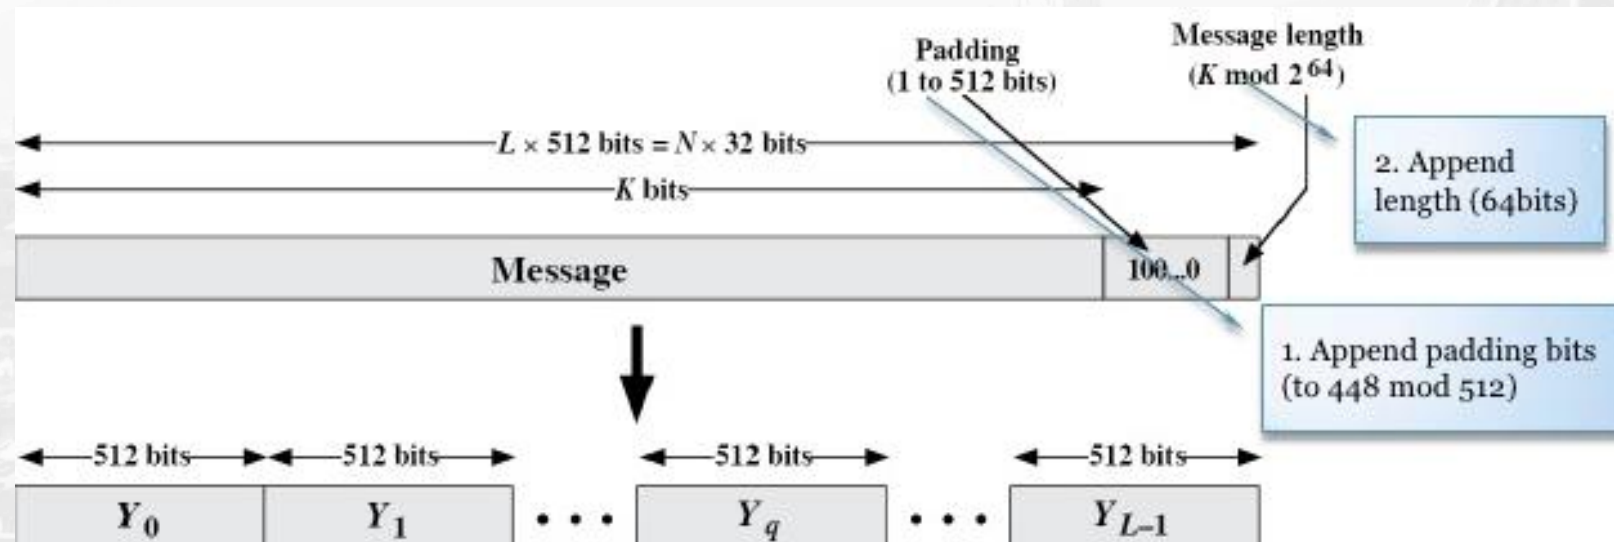 Padding
(1 to 512 bits)
Message length
(K mod 2^64)
L × 512 bits = N × 32 bits
2. Append
length (64bits)
K bits
Message
100...0
1. Append padding bits
(to 448 mod 512)
512 bits
512 bits
512 bits
512 bits
Y0
Y1
• • •
Yq
• • •
YL–1